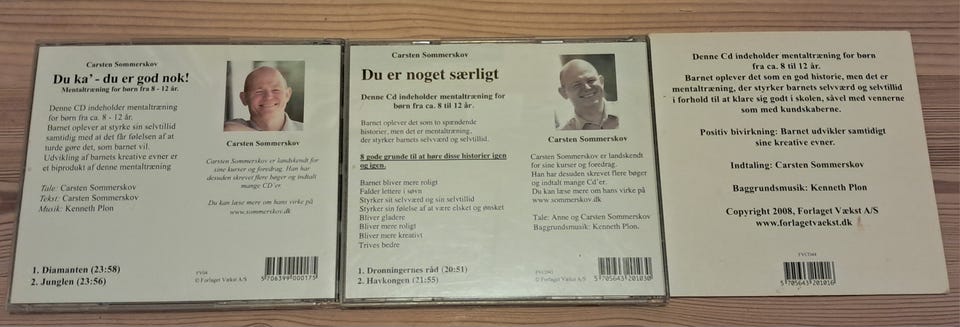 Carsten Sommerskov
Du ka' - du er god nok!
Mentaltræning for børn fra 8 - 12 år.
Denne CD indeholder mentaltræning
for børn fra ca. 8 - 12 år.
Barnet oplever at styrke sin selvtillid
samtidig med at det får følelsen af at
turde gøre det, som barnet vil.
Udvikling af barnets kreative evner er
et biprodukt af denne mentaltræning
Tale: Carsten Sommerskov
Tekst: Carsten Sommerskov
Musik: Kenneth Plon
1. Diamanten (23:58)
2. Junglen (23:56)
Carsten Sommerskov
Carsten Sommerskov er landskendt for
sine kurser og foredrag. Han har
desuden skrevet flere bøger og indtalt
mange CD'er.
Du kan læse mere om hans virke på
www.sommerskov.dk
FV04
© Forlaget Vækst A/S
5 706399 000175
Carsten Sommerskov
Du er noget særligt
Denne Cd indeholder mentaltræning for
børn fra ca. 8 til 12 år.
Barnet oplever det som to spændende
historier, men det er mentaltræning,
der styrker barnets selvværd og selvtillid.
8 gode grunde til at høre disse historier igen
og igen.
Barnet bliver mere roligt
Falder lettere i søvn
Styrker sit selvværd og sin selvtillid
Styrker sin følelse af at være elsket og ønsket
Bliver gladere
Bliver mere roligt
Bliver mere kreativt
Trives bedre
1. Dronningernes råd (20:51)
2. Havkongen (21:55)
Carsten Sommerskov
Carsten Sommerskov er landskendt
for sine kurser og foredrag.
Han har desuden skrevet flere bøger
og indtalt mange Cd'er.
Du kan læse mere om hans virke på
www.sommerskov.dk
Tale: Anne og Carsten Sommerskov
Baggrundsmusik: Kenneth Plon.
© Forlaget Vækst A/S
5 705643 201030
Denne Cd indeholder mentaltræning for børn
fra ca. 8 til 12 år.
Barnet oplever det som en god historie, men det er
mentaltræning, der styrker barnets selvværd og selvtillid
i forhold til at klare sig godt i skolen, såvel med vennerne
som med kundskaberne.
Positiv bivirkning: Barnet udvikler samtidigt
sine kreative evner.
Indtaling: Carsten Sommerskov
Baggrundsmusik: Kenneth Plon
Copyright 2008, Forlaget Vækst A/S
www.forlagetvaekst.dk
5 705643 201016